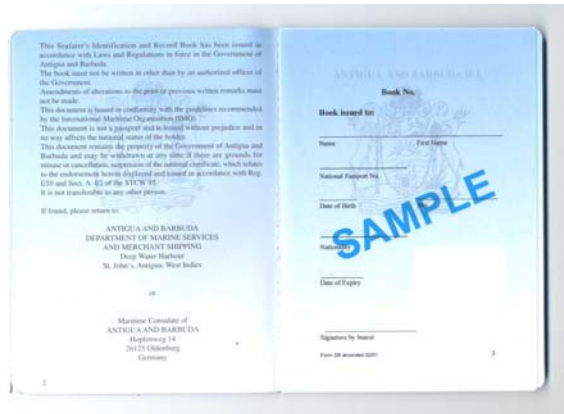 This Seafarer's Identification and Record Book has been issued in
accordance with Laws and Regulations in force in the Government of
Antigua and Barbuda.
The book must not be written in other than by an authorized officer of
the Government.
Amendments of alterations to the print or previous written remarks must
not be made.
This document is issued in conformity with the guidelines recommended
by the International Maritime Organisation (IMO).
This document is not a passport and is issued without prejudice and in
no way affects the national status of the holder.
This document remains the property of the Government of Antigua and
Barbuda and may be withdrawn at any time if there are grounds for
misuse or cancellation, suspension of the national certificate, which relates
to the endorsement herein displayed and issued in accordance with Reg.
I/10 and Sect. A-I/2 of the STCW 95.
It is not transferable to any other person.
If found, please return to:
ANTIGUA AND BARBUDA
DEPARTMENT OF MARINE SERVICES
AND MERCHANT SHIPPING
Deep Water Harbour
St. John's, Antigua, West Indies
or
Maritime Consulate of
ANTIGUA AND BARBUDA
Hopfenweg 14
26125 Oldenburg
Germany
2
ANTIGUA AND BARBUDA W.I.
Book No.
Book issued to:
Name First Name
National Passport No.
Date of Birth
SAMPLE
Nationality
Date of Expiry
Signature by bearer
Form 2/B amended 02/01
3